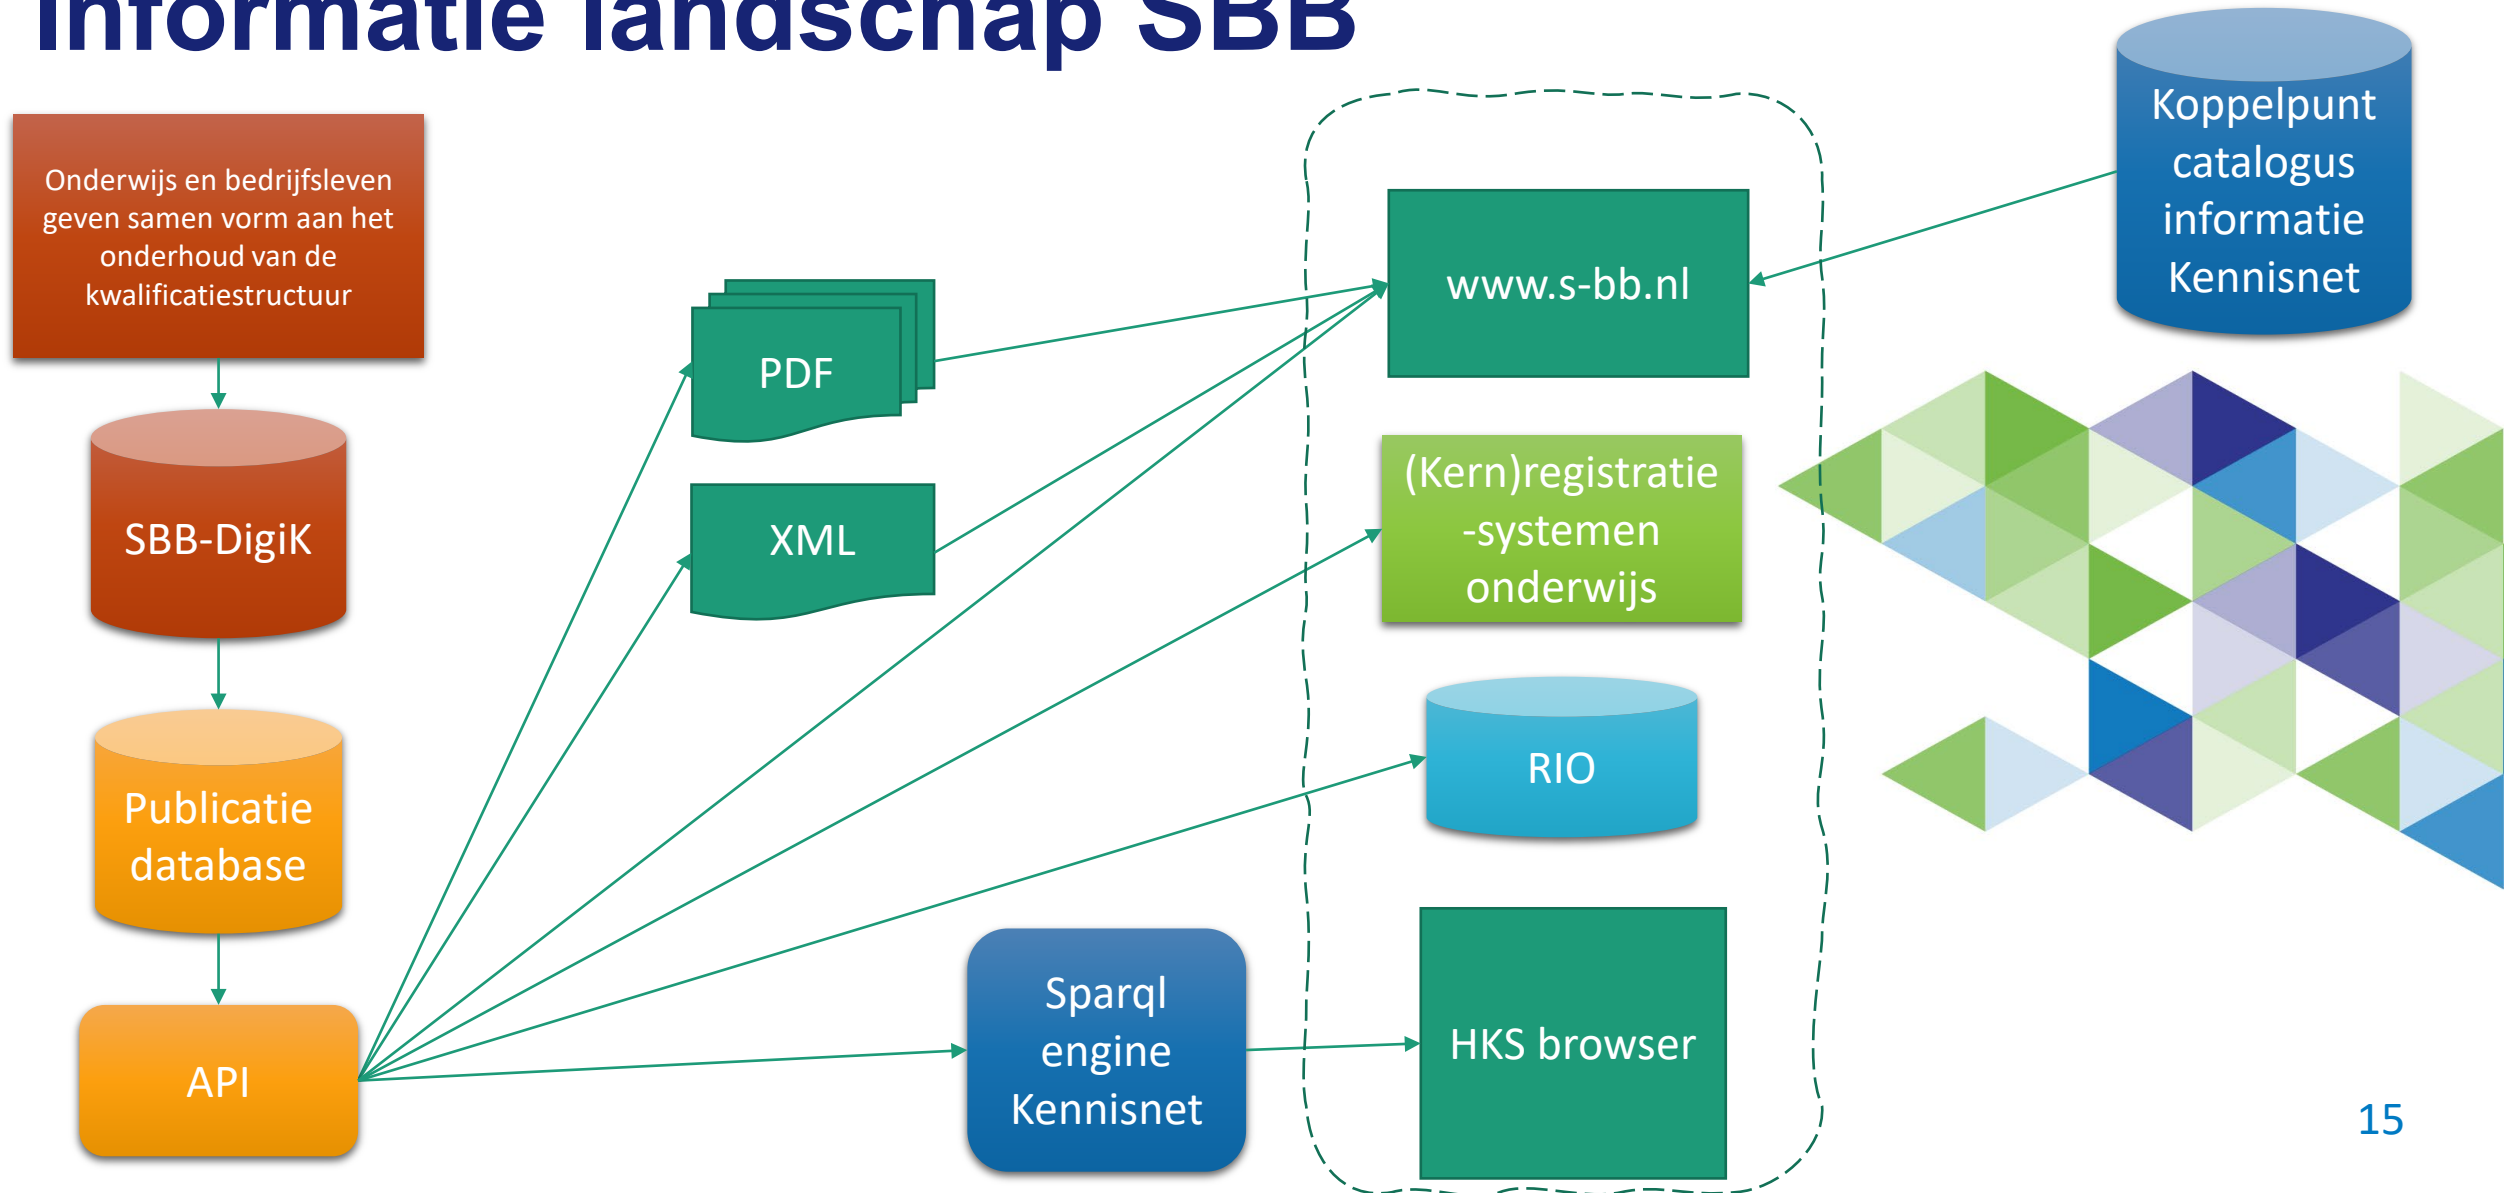 Informatie landschap SBB
Onderwijs en bedrijfsleven
geven samen vorm aan het
onderhoud van de
kwalificatiestructuur
SBB-DigiK
Publicatie
database
API
PDF
XML
Sparql
engine
Kennisnet
www.s-bb.nl
(Kern)registratie
-systemen
onderwijs
RIO
HKS browser
Koppelpunt
catalogus
informatie
Kennisnet
15